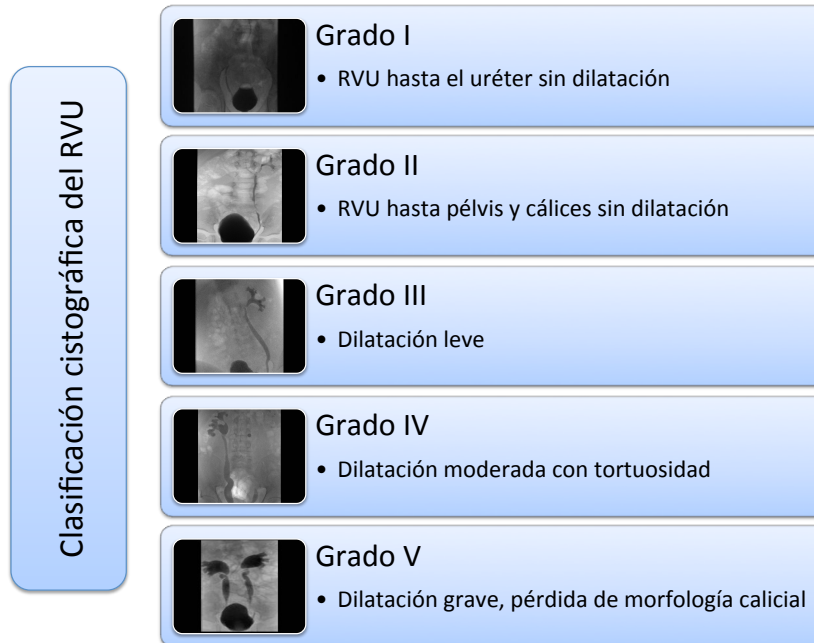 Clasificación cistográfica del RVU
Grado I
• RVU hasta el uréter sin dilatación
Grado II
• RVU hasta pélvis y cálices sin dilatación
Grado III
• Dilatación leve
Grado IV
• Dilatación moderada con tortuosidad
Grado V
• Dilatación grave, pérdida de morfología calicial